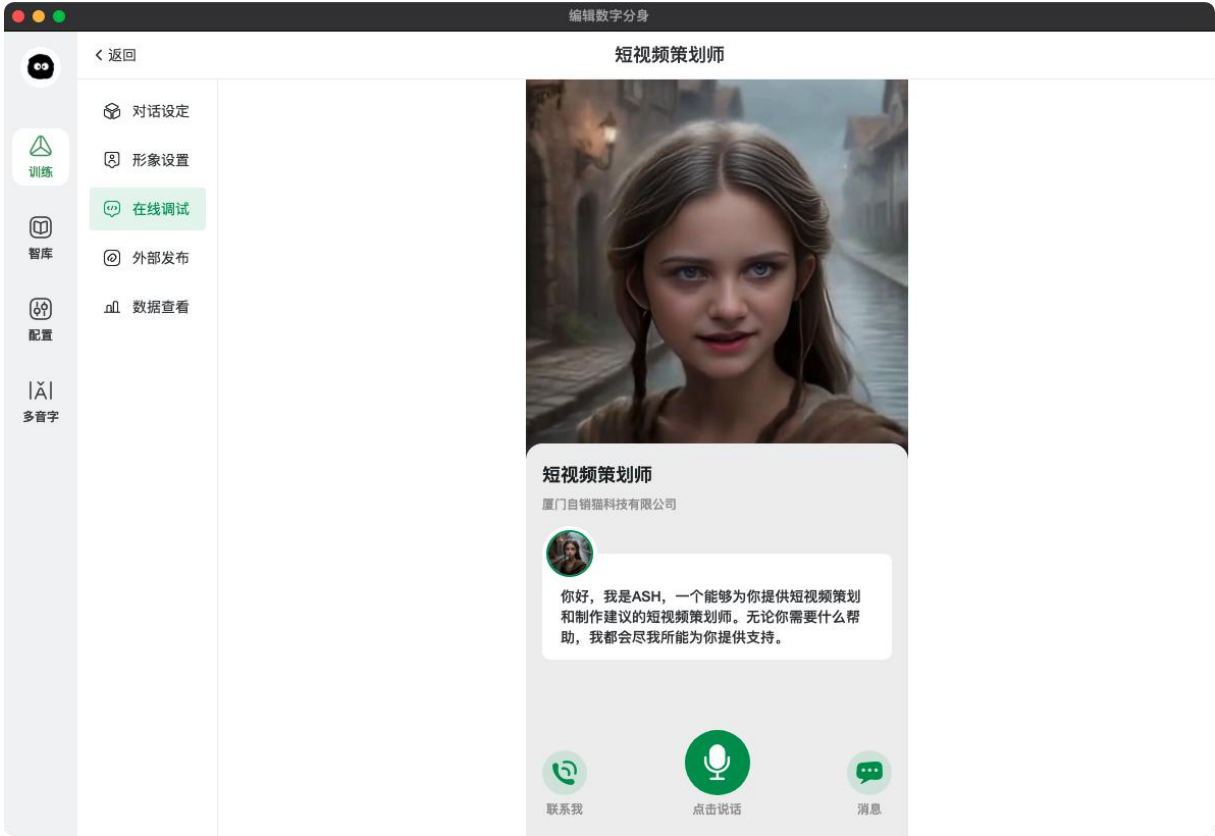 编辑数字分身
返回
短视频策划师
训练
智库
配置
|Ǎ|
多音字
对话设定
形象设置
在线调试
外部发布
数据查看
短视频策划师
厦门自销猫科技有限公司
你好，我是ASH，一个能够为你提供短视频策划
和制作建议的短视频策划师。无论你需要什么帮
助，我都会尽我所能为你提供支持。
联系我
点击说话
消息